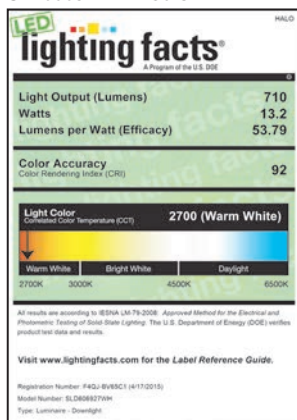 HALO
LED
lighting facts®
A Program of the U.S. DOE
Light Output (Lumens) 710
Watts 13.2
Lumens per Watt (Efficacy) 53.79
Color Accuracy 92
Color Rendering Index (CRI)
Light Color 2700 (Warm White)
Correlated Color Temperature (CCT)
Warm White Bright White Daylight
2700K 3000K 4500K 6500K
All results are according to IESNA LM-79-2008: Approved Method for the Electrical and
Photometric Testing of Solid-State Lighting. The U.S. Department of Energy (DOE) verifies
product test data and results.
Visit www.lightingfacts.com for the Label Reference Guide.
Registration Number: F4QJ-BV65C1 (4/17/2015)
Model Number: SLD606927WH
Type: Luminaire - Downlight